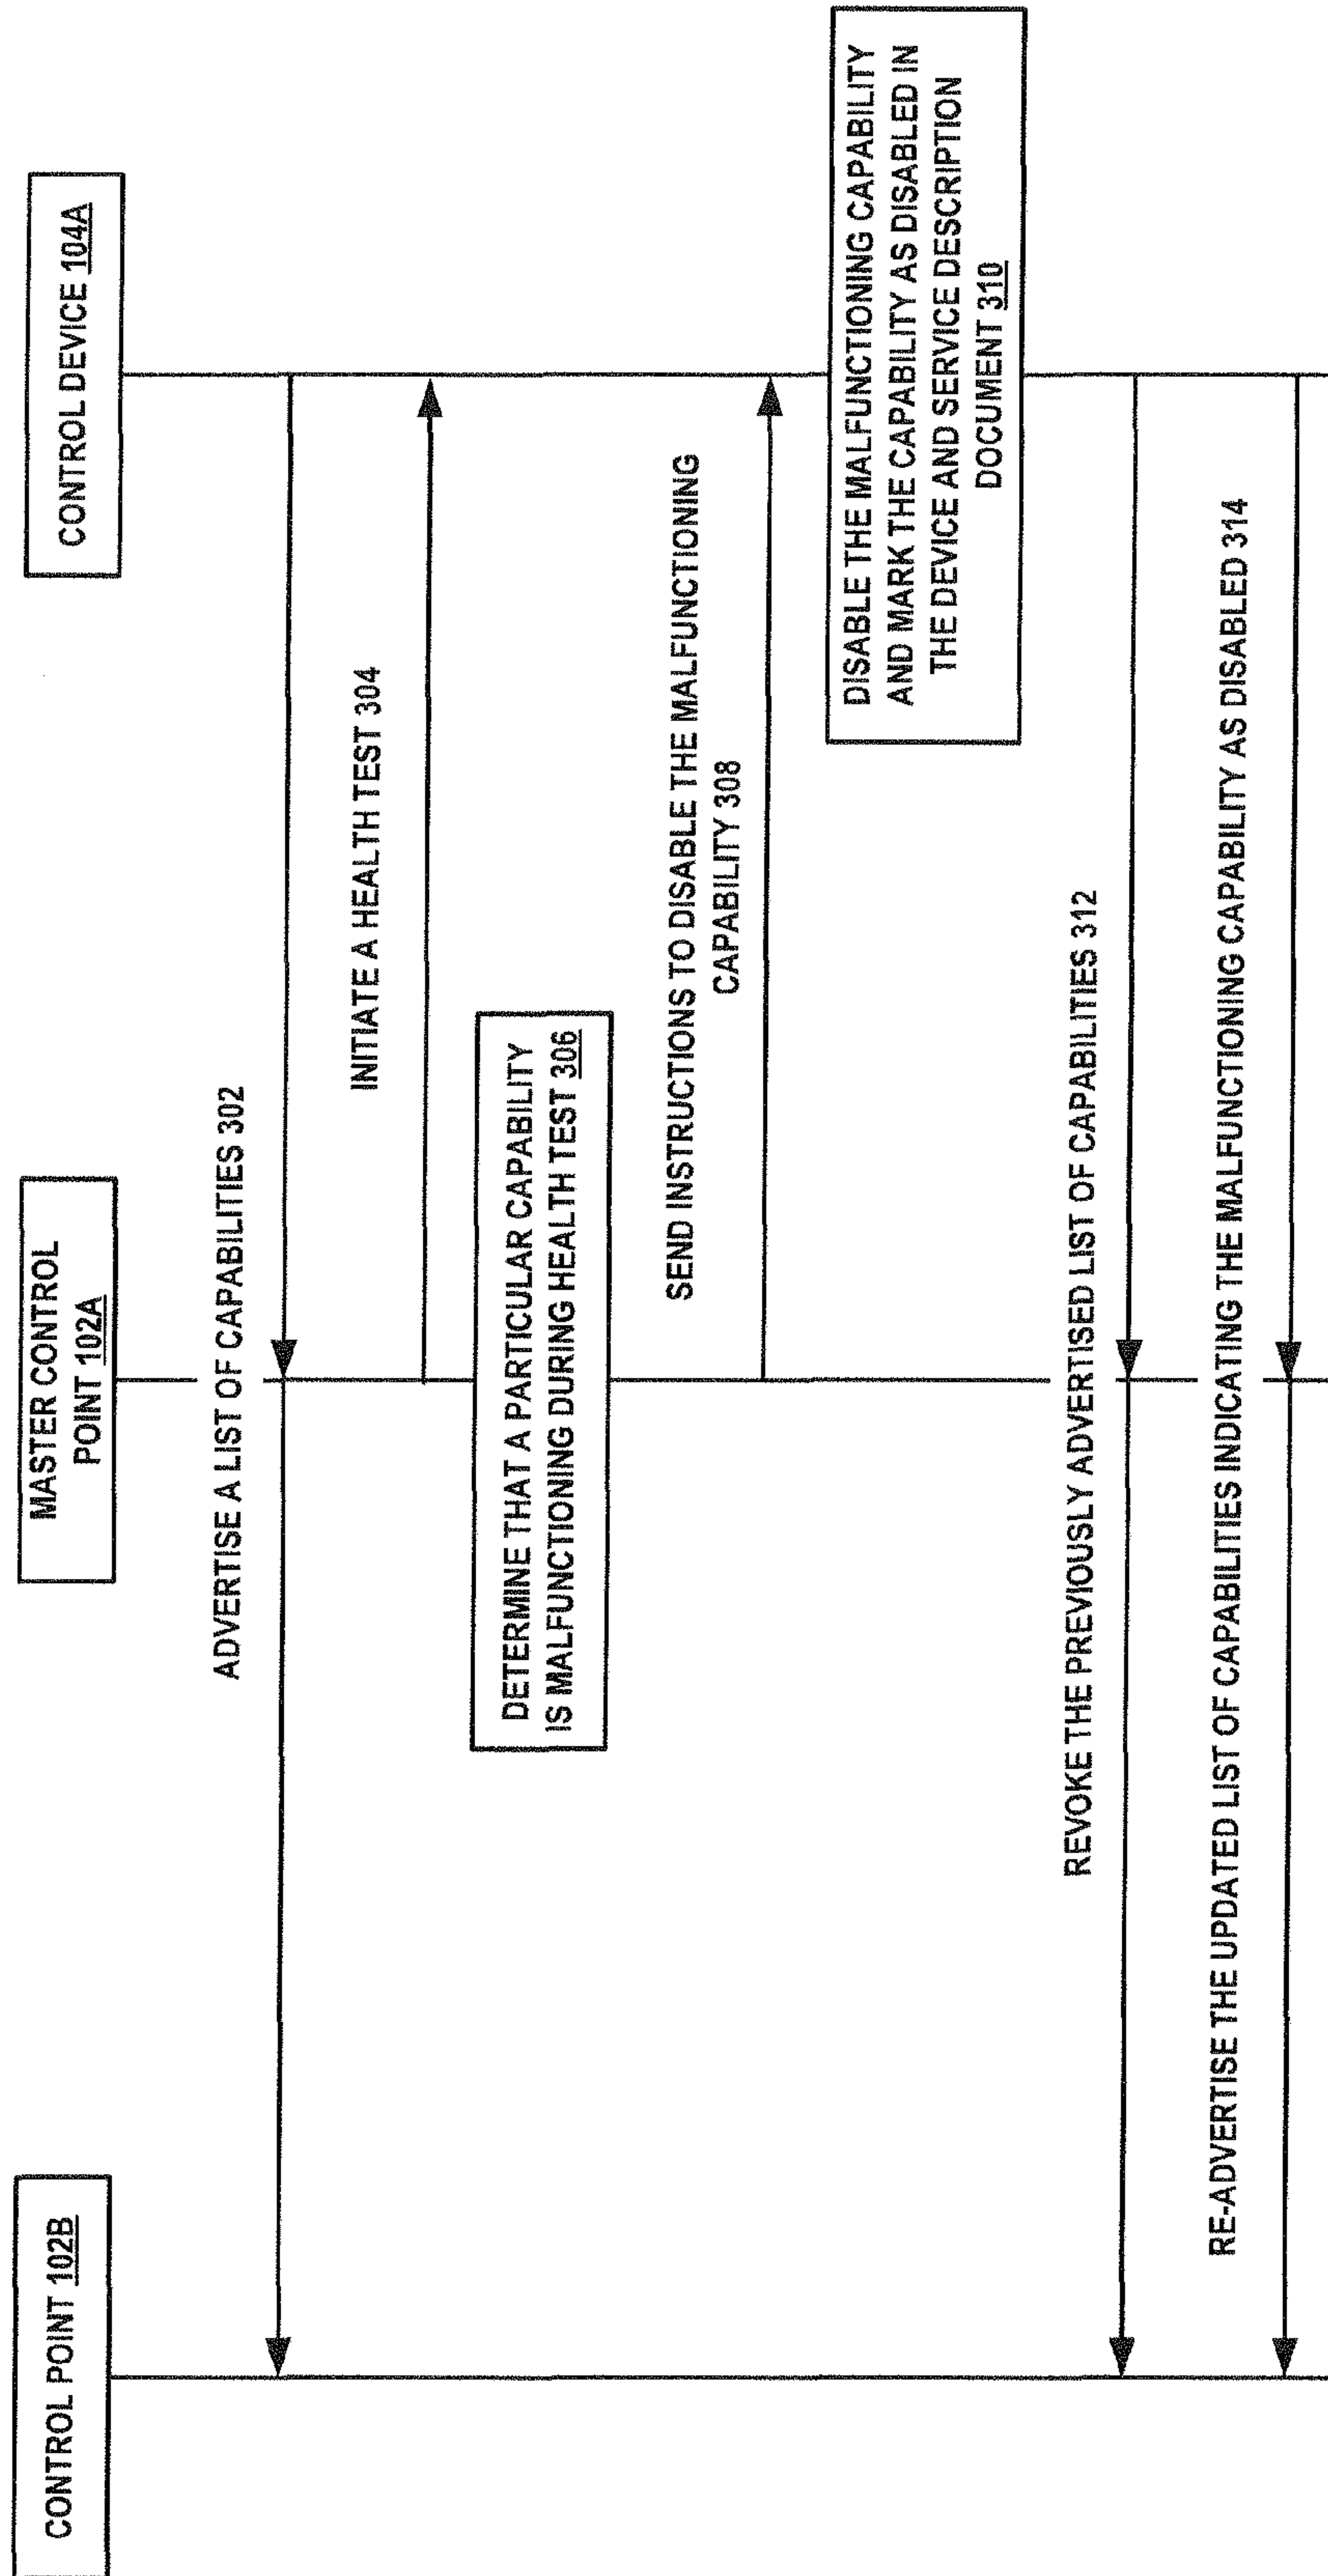 CONTROL POINT 102B
MASTER CONTROL
POINT 102A
CONTROL DEVICE 104A
ADVERTISE A LIST OF CAPABILITIES 302
INITIATE A HEALTH TEST 304
DETERMINE THAT A PARTICULAR CAPABILITY
IS MALFUNCTIONING DURING HEALTH TEST 306
SEND INSTRUCTIONS TO DISABLE THE MALFUNCTIONING
CAPABILITY 308
DISABLE THE MALFUNCTIONING CAPABILITY
AND MARK THE CAPABILITY AS DISABLED IN
THE DEVICE AND SERVICE DESCRIPTION
DOCUMENT 310
REVOKE THE PREVIOUSLY ADVERTISED LIST OF CAPABILITIES 312
RE-ADVERTISE THE UPDATED LIST OF CAPABILITIES INDICATING THE MALFUNCTIONING CAPABILITY AS DISABLED 314